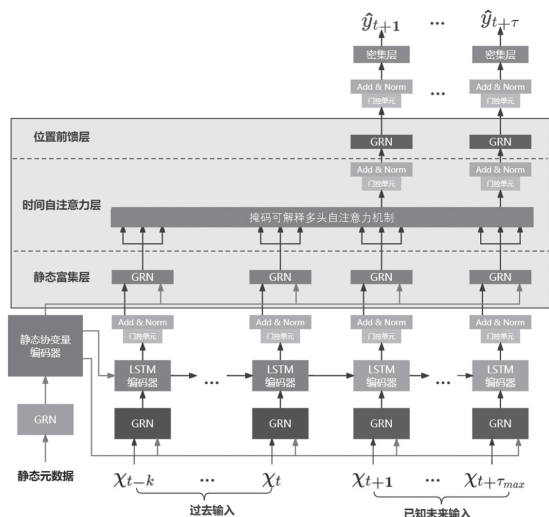 ŷt+1 ... ŷt+τ
密集层 密集层
Add & Norm ... Add & Norm
门控单元 门控单元
位置前馈层 GRN GRN
Add & Norm Add & Norm
门控单元 门控单元
时间自注意力层
掩码可解释多头自注意力机制
静态富集层 GRN GRN GRN GRN
Add & Norm Add & Norm Add & Norm Add & Norm
门控单元 门控单元 门控单元 门控单元
静态协变量
编码器
LSTM ... LSTM LSTM ... LSTM
编码器 编码器 编码器 编码器
GRN GRN GRN GRN GRN
静态元数据 χt−k ... χt χt+1 ... χt+τmax
过去输入 已知未来输入